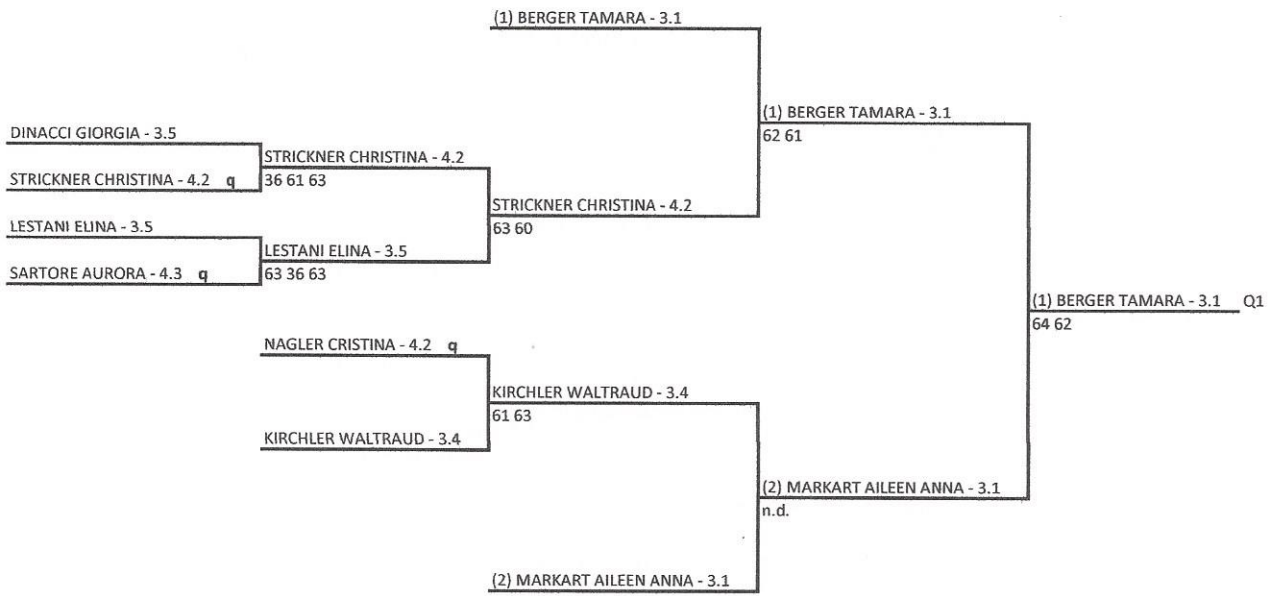 (1) BERGER TAMARA - 3.1
(1) BERGER TAMARA - 3.1
62 61
DINACCI GIORGIA - 3.5
STRICKNER CHRISTINA - 4.2
36 61 63
STRICKNER CHRISTINA - 4.2 q
STRICKNER CHRISTINA - 4.2
63 60
LESTANI ELINA - 3.5
LESTANI ELINA - 3.5
63 36 63
SARTORE AURORA - 4.3 q
(1) BERGER TAMARA - 3.1 Q1
64 62
NAGLER CRISTINA - 4.2 q
KIRCHLER WALTRAUD - 3.4
61 63
KIRCHLER WALTRAUD - 3.4
(2) MARKART AILEEN ANNA - 3.1
n.d.
(2) MARKART AILEEN ANNA - 3.1